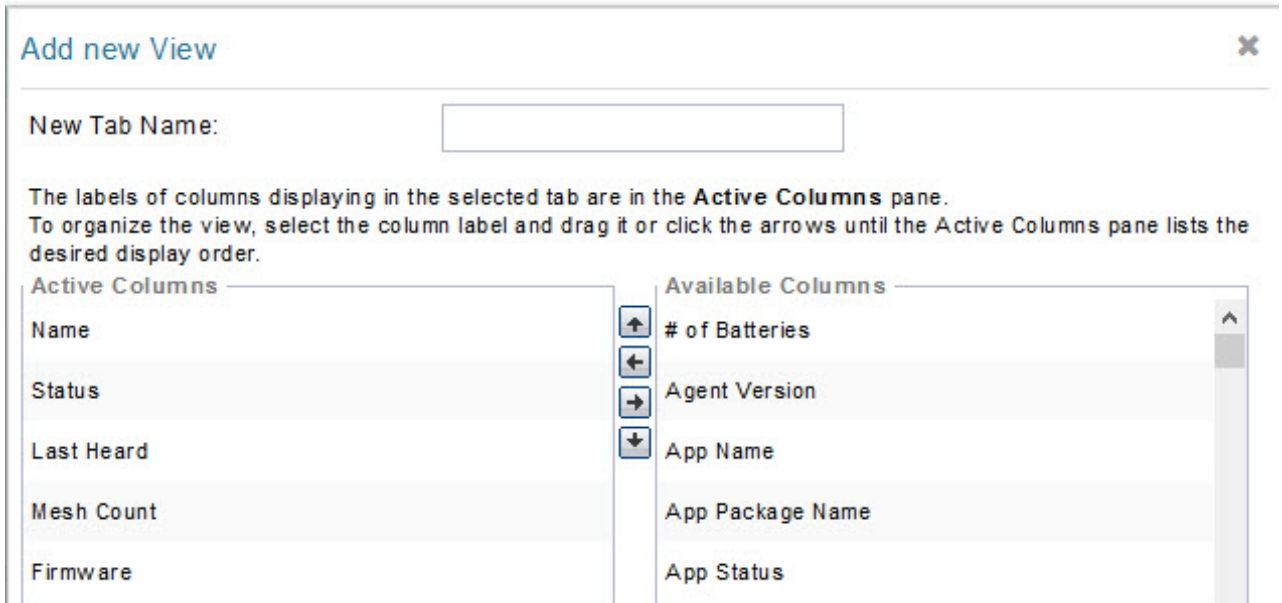 Add new View
New Tab Name:
The labels of columns displaying in the selected tab are in the Active Columns pane.
To organize the view, select the column label and drag it or click the arrows until the Active Columns pane lists the
desired display order.
Active Columns
Name
Status
Last Heard
Mesh Count
Firmware
Available Columns
# of Batteries
Agent Version
App Name
App Package Name
App Status